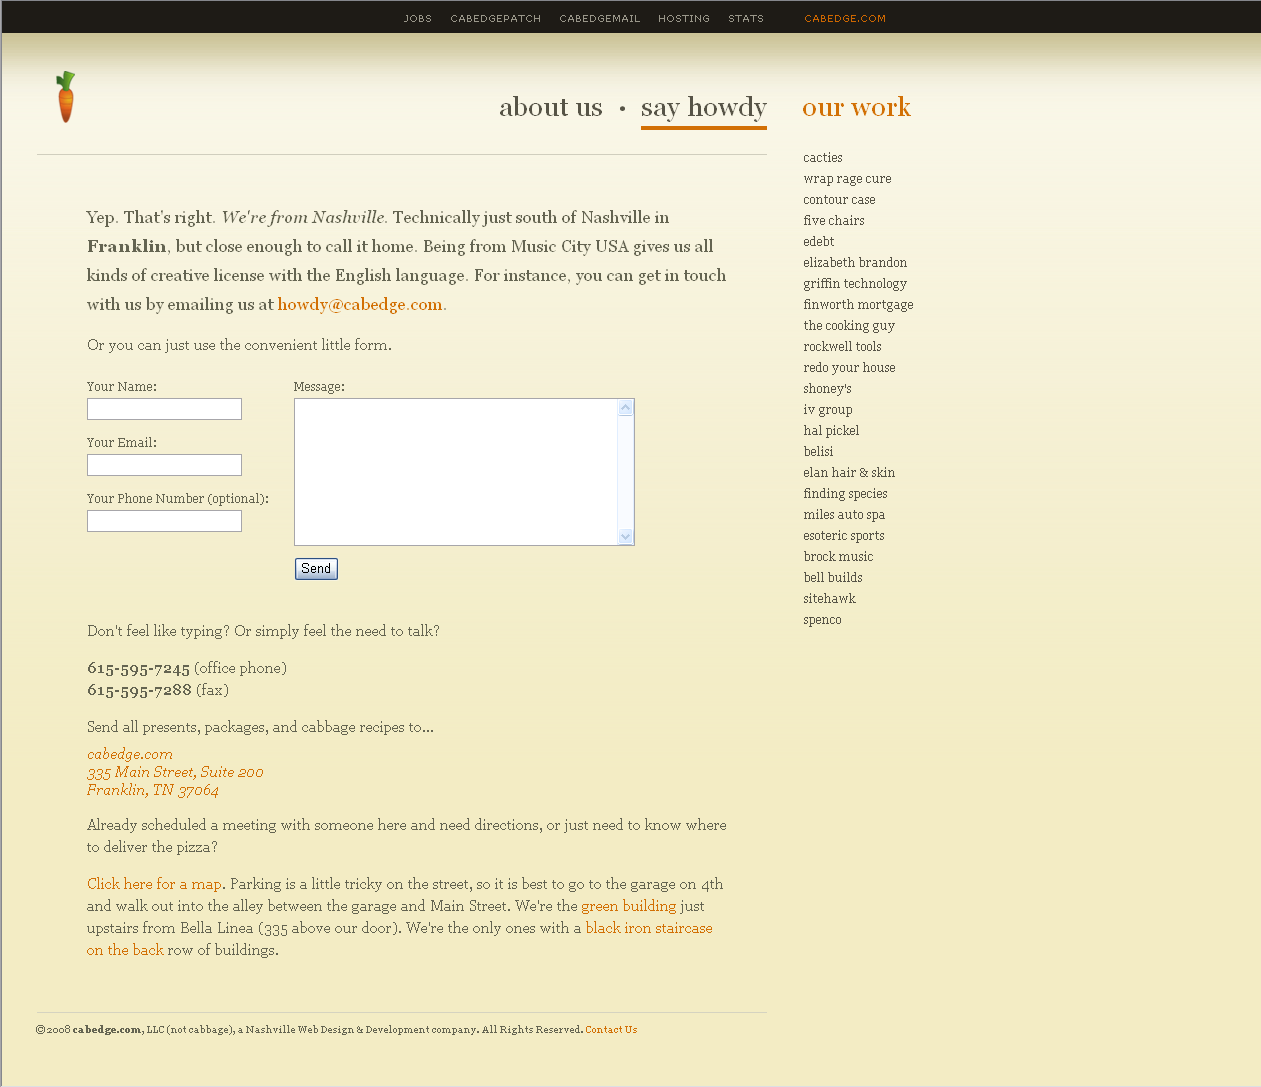 JOBS CABEDGEPATCH CABEDGEMAIL HOSTING STATS CABEDGE.COM
about us • say howdy
our work
Yep. That's right. We're from Nashville. Technically just south of Nashville in
Franklin, but close enough to call it home. Being from Music City USA gives us all
kinds of creative license with the English language. For instance, you can get in touch
with us by emailing us at howdy@cabedge.com.
Or you can just use the convenient little form.
Your Name:
Your Email:
Your Phone Number (optional):
Message:
Send
Don't feel like typing? Or simply feel the need to talk?
615-595-7245 (office phone)
615-595-7288 (fax)
Send all presents, packages, and cabbage recipes to...
cabedge.com
335 Main Street, Suite 200
Franklin, TN 37064
Already scheduled a meeting with someone here and need directions, or just need to know where
to deliver the pizza?
Click here for a map. Parking is a little tricky on the street, so it is best to go to the garage on 4th
and walk out into the alley between the garage and Main Street. We're the green building just
upstairs from Bella Linea (335 above our door). We're the only ones with a black iron staircase
on the back row of buildings.
cacties
wrap rage cure
contour case
five chairs
edebt
elizabeth brandon
griffin technology
finworth mortgage
the cooking guy
rockwell tools
redo your house
shoney's
iv group
hal pickel
belisi
elan hair & skin
finding species
miles auto spa
esoteric sports
brock music
bell builds
sitehawk
spenco
©2008 cabedge.com, LLC (not cabbage), a Nashville Web Design & Development company. All Rights Reserved. Contact Us